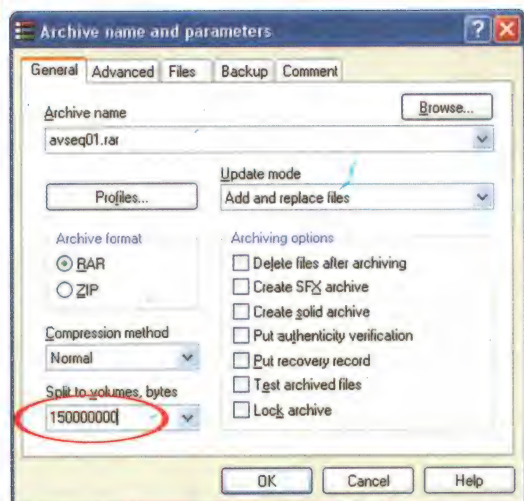 Archive name and parameters
General Advanced Files Backup Comment
Archive name
Browse...
avseq01.rar
Profiles...
Update mode
Add and replace files
Archive format
RAR
ZIP
Compression method
Normal
Split to volumes, bytes
150000000
Archiving options
Delete files after archiving
Create SFX archive
Create solid archive
Put authenticity verification
Put recovery record
Test archived files
Lock archive
OK Cancel Help